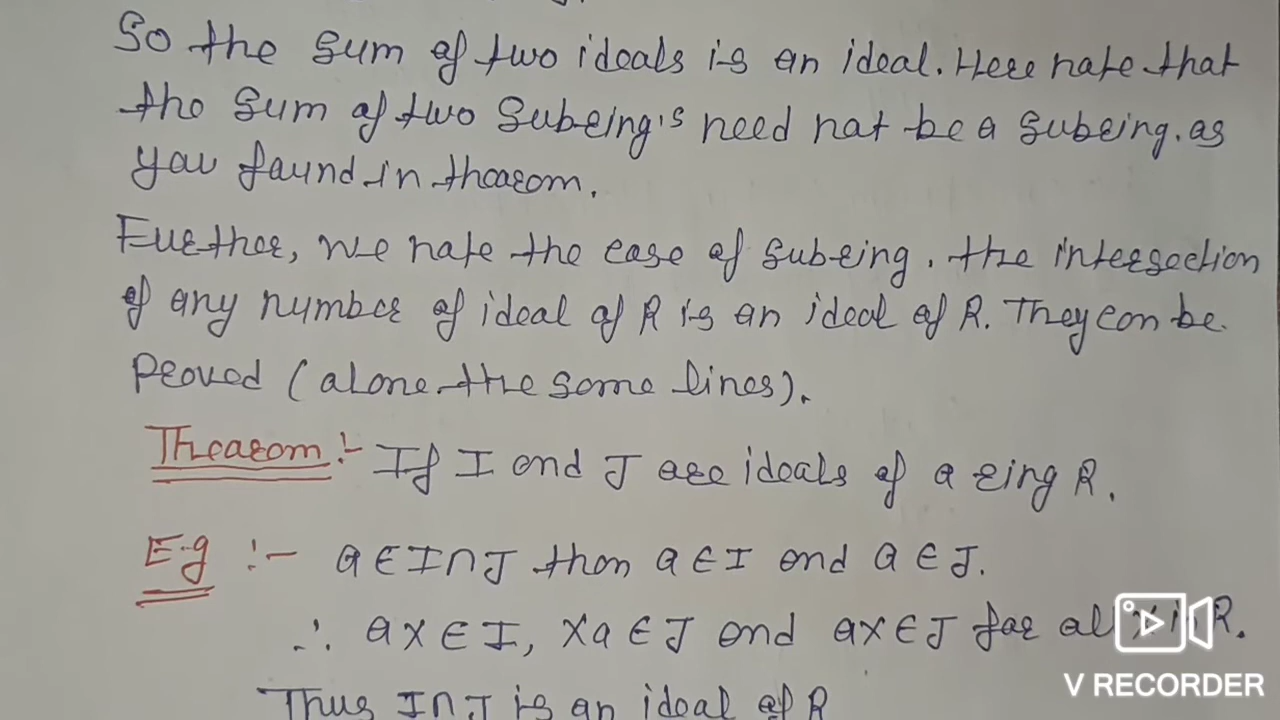 So the sum of two ideals is an ideal. Here note that
the sum of two subring's need not be a subring. as
you found in thearom.
Further, we note the case of subring. the intersection
of any number of ideal of R is an ideal of R. They can be
Proved (alone the same lines).
Thearom :- If I and J are ideals of a ring R.
E.g :- a ∈ I ∩ J then a ∈ I and a ∈ J.
∴ ax ∈ I, xa ∈ J and ax ∈ J for all x in R.
Thus I ∩ J is an ideal of R
V RECORDER